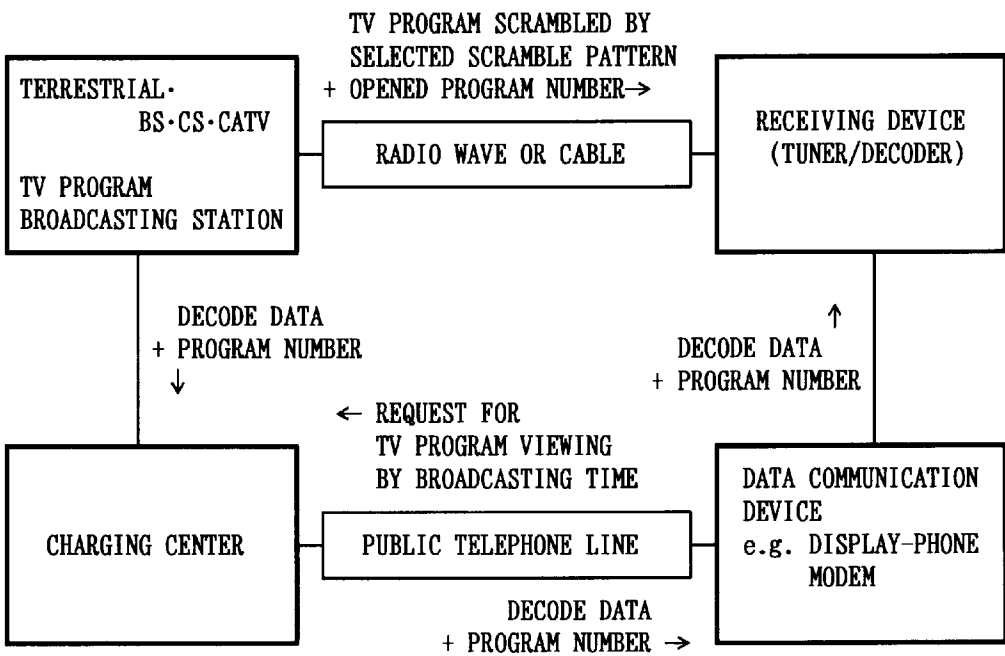 TV PROGRAM SCRAMBLED BY
SELECTED SCRAMBLE PATTERN
+ OPENED PROGRAM NUMBER→
TERRESTRIAL·
BS·CS·CATV
TV PROGRAM
BROADCASTING STATION
RADIO WAVE OR CABLE
RECEIVING DEVICE
(TUNER/DECODER)
DECODE DATA
+ PROGRAM NUMBER
↓
↑
DECODE DATA
+ PROGRAM NUMBER
← REQUEST FOR
TV PROGRAM VIEWING
BY BROADCASTING TIME
CHARGING CENTER
PUBLIC TELEPHONE LINE
DATA COMMUNICATION
DEVICE
e.g. DISPLAY-PHONE
MODEM
DECODE DATA
+ PROGRAM NUMBER →